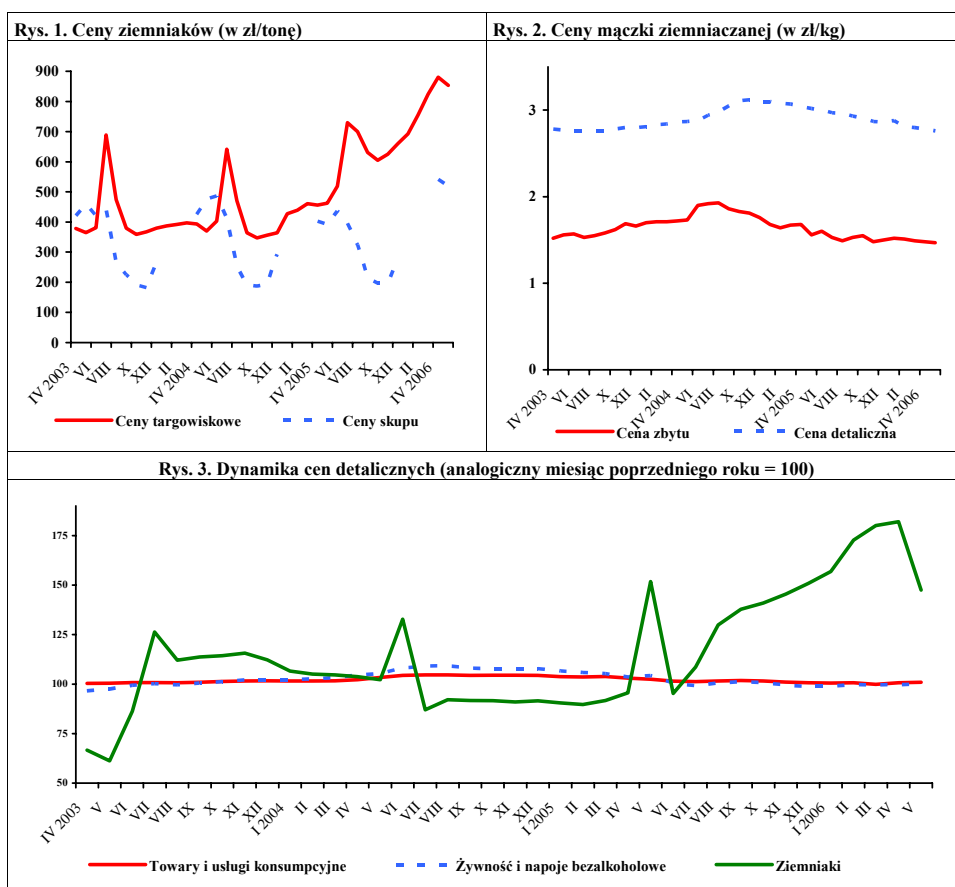 Rys. 1. Ceny ziemniaków (w zł/tonę)
900
800
700
600
500
400
300
200
100
0
IV 2003
VI
VIII
X
XII
II
IV 2004
VI
VIII
X
XII
II
IV 2005
VI
VIII
X
XII
II
IV 2006
Ceny targowiskowe
Ceny skupu
Rys. 2. Ceny mączki ziemniaczanej (w zł/kg)
3
2
1
0
IV 2003
VI
VIII
X
XII
II
IV 2004
VI
VIII
X
XII
II
IV 2005
VI
VIII
X
XII
II
IV 2006
Cena zbytu
Cena detaliczna
Rys. 3. Dynamika cen detalicznych (analogiczny miesiąc poprzedniego roku = 100)
175
150
125
100
75
50
IV 2003
V
VI
VII
VIII
IX
X
XI
XII
I 2004
II
III
IV
V
VI
VII
VIII
IX
X
XI
XII
I 2005
II
III
IV
V
VI
VII
VIII
IX
X
XI
XII
I 2006
II
III
IV
V
Towary i usługi konsumpcyjne
Żywność i napoje bezalkoholowe
Ziemniaki